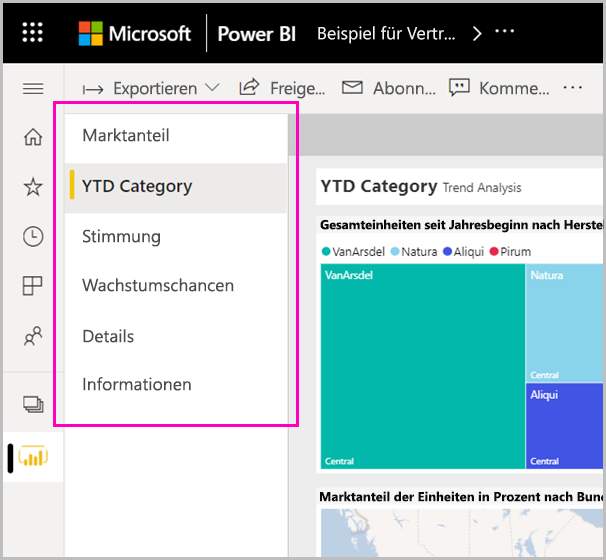 Microsoft Power BI Beispiel für Vertr... > ...
Exportieren Freige... Abonn... Komme... ...
Marktanteil
YTD Category
Stimmung
Wachstumschancen
Details
Informationen
YTD Category Trend Analysis
Gesamteinheiten seit Jahresbeginn nach Herste
VanArsdel Natura Aliqui Pirum
VanArsdel
Natura
Central
Aliqui
Central
Central
Marktanteil der Einheiten in Prozent nach Bun